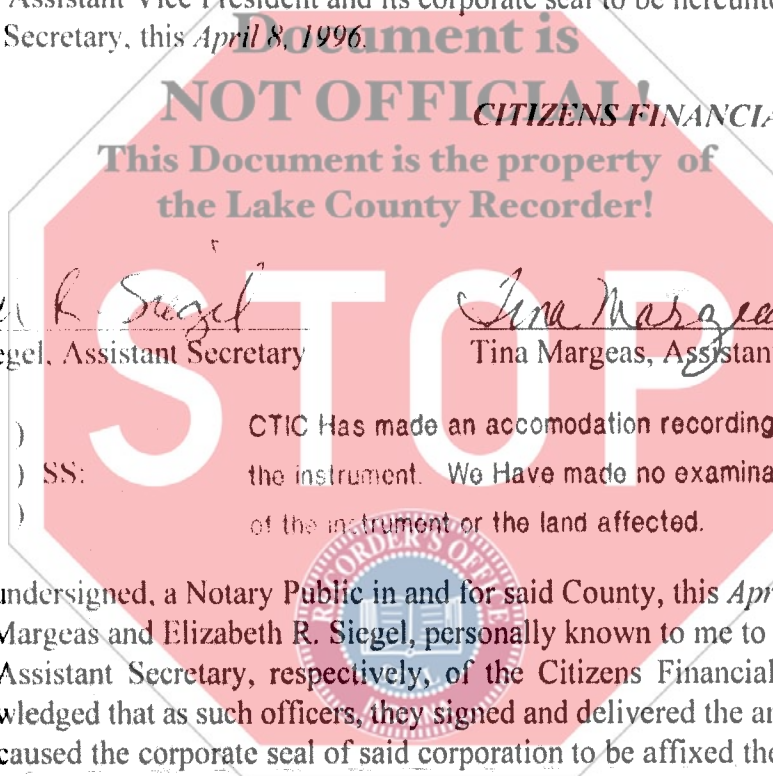 Assistant Vice President and its corporate seal to be hereunto
Secretary, this April 8, 1996.
Document is
NOT OFFICIAL!
CITIZENS FINANCIA
This Document is the property of
the Lake County Recorder!
R. Siegel
Tina Margeas
egel, Assistant Secretary
Tina Margeas, Assistant
STOP
)
) SS:
)
CTIC Has made an accomodation recording
the instrument. We Have made no examina
of the instrument or the land affected.
RECORDER'S OFFICE
undersigned, a Notary Public in and for said County, this Apr
Margeas and Elizabeth R. Siegel, personally known to me to
Assistant Secretary, respectively, of the Citizens Financial
wledged that as such officers, they signed and delivered the an
caused the corporate seal of said corporation to be affixed the